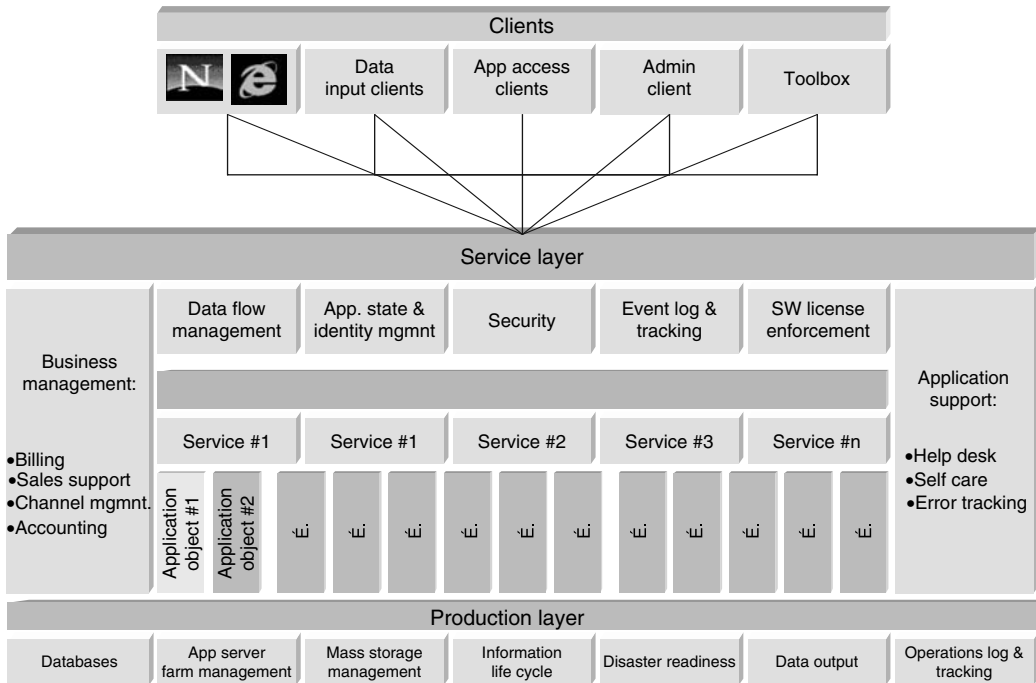 Clients
N
e
Data
input clients
App access
clients
Admin
client
Toolbox
Service layer
Business
management:
•Billing
•Sales support
•Channel mgmnt.
•Accounting
Data flow
management
App. state &
identity mgmnt
Security
Event log &
tracking
SW license
enforcement
Service #1
Service #1
Service #2
Service #3
Service #n
Application
object #1
Application
object #2
É.
É.
É.
É.
É.
É.
É.
É.
É.
É.
É.
Application
support:
•Help desk
•Self care
•Error tracking
Production layer
Databases
App server
farm management
Mass storage
management
Information
life cycle
Disaster readiness
Data output
Operations log &
tracking